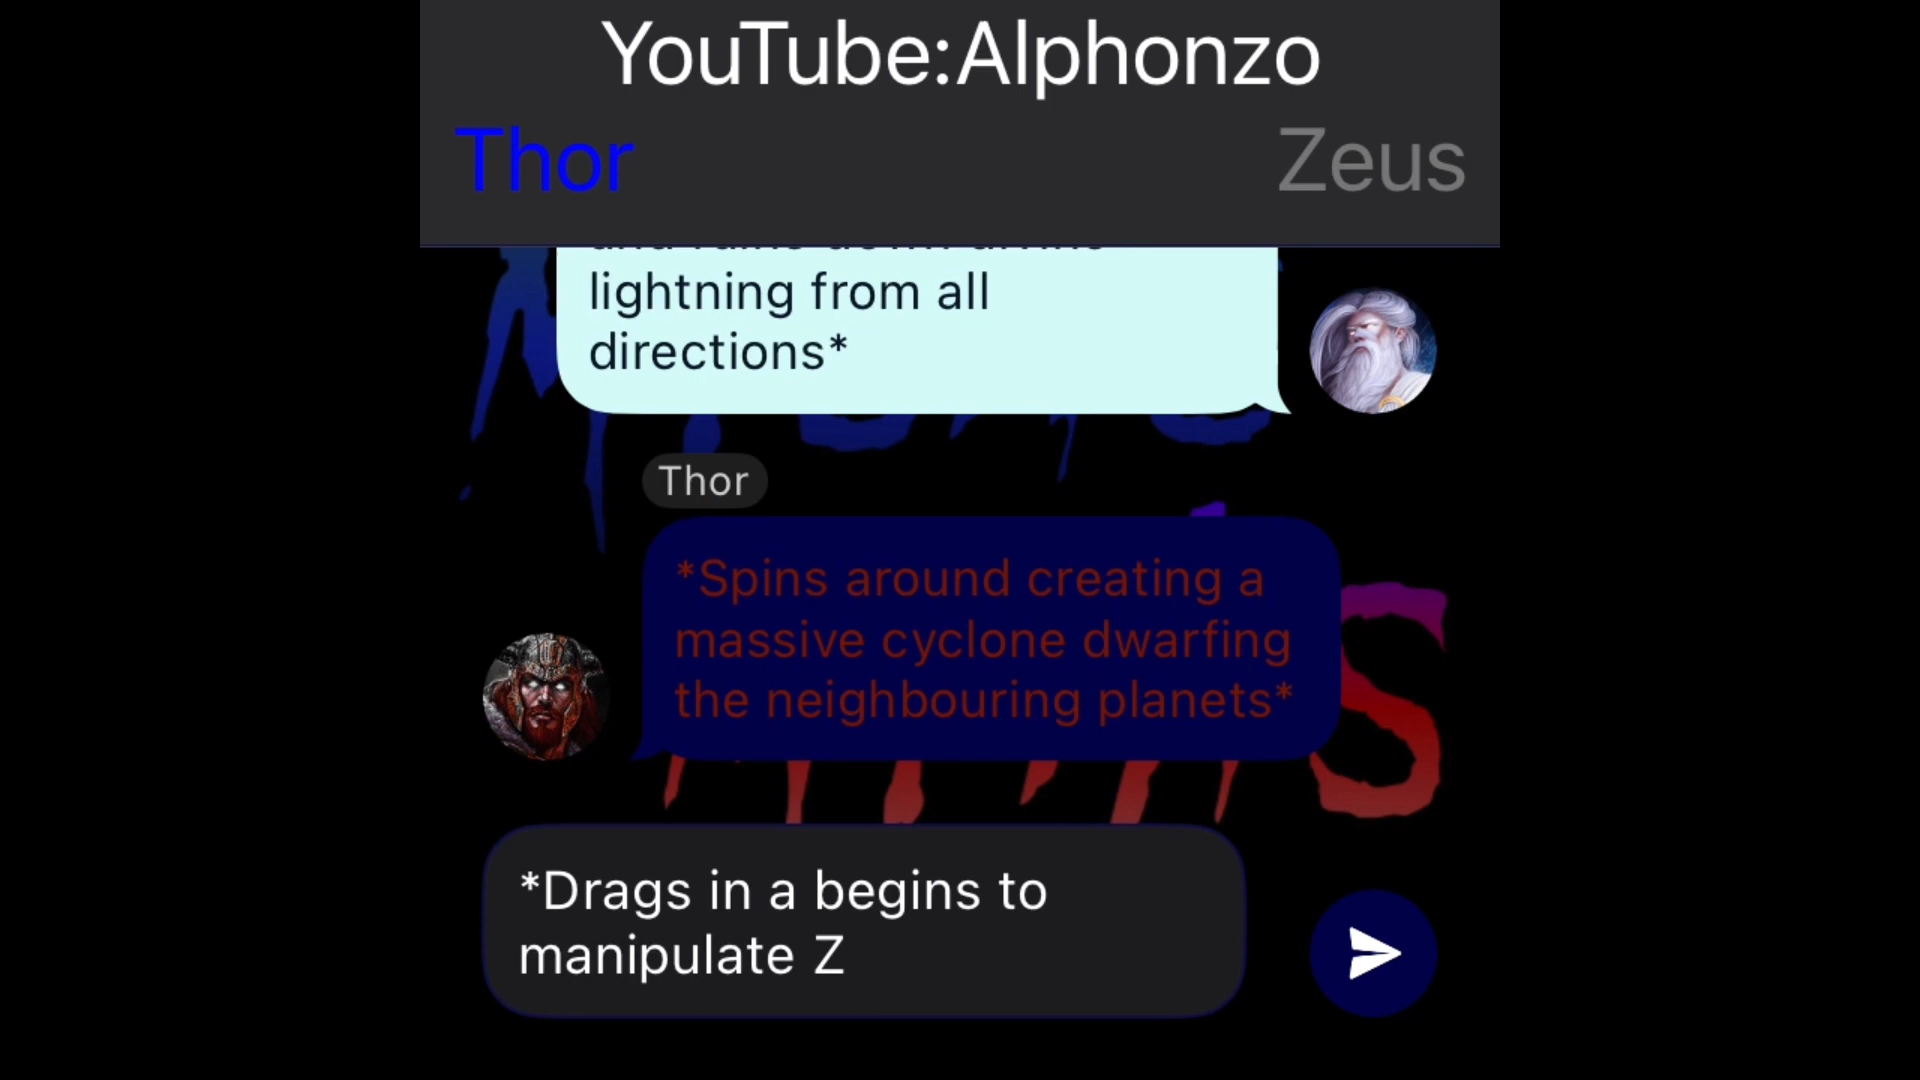 YouTube:Alphonzo
Thor
Zeus
lightning from all
directions*
Thor
*Spins around creating a
massive cyclone dwarfing
the neighbouring planets*
*Drags in a begins to
manipulate Z